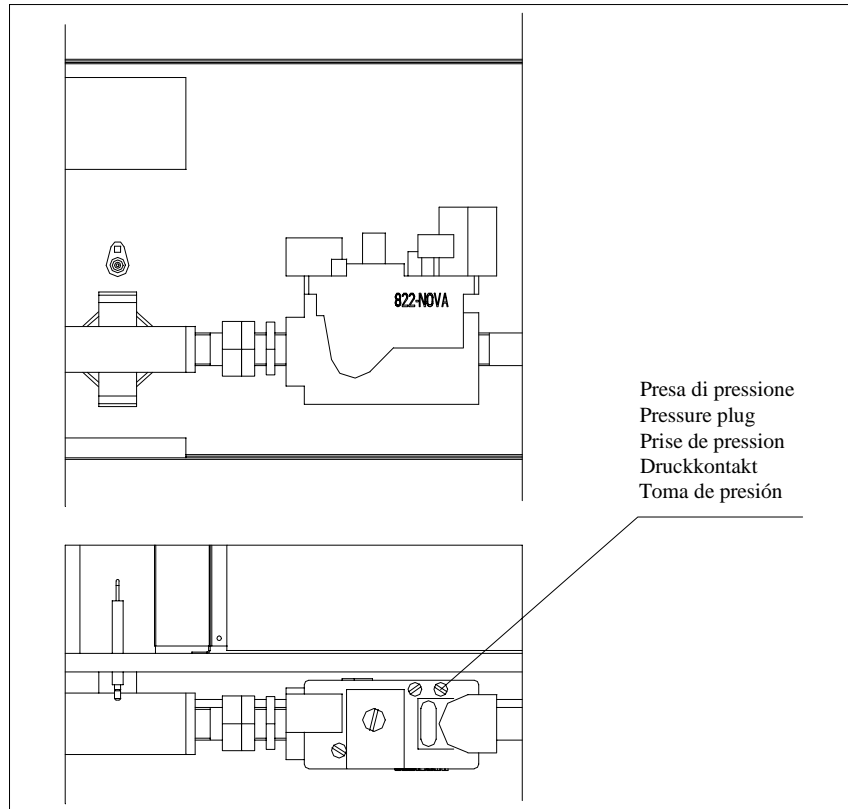 822-NOVA
Presa di pressione
Pressure plug
Prise de pression
Druckkontakt
Toma de presión